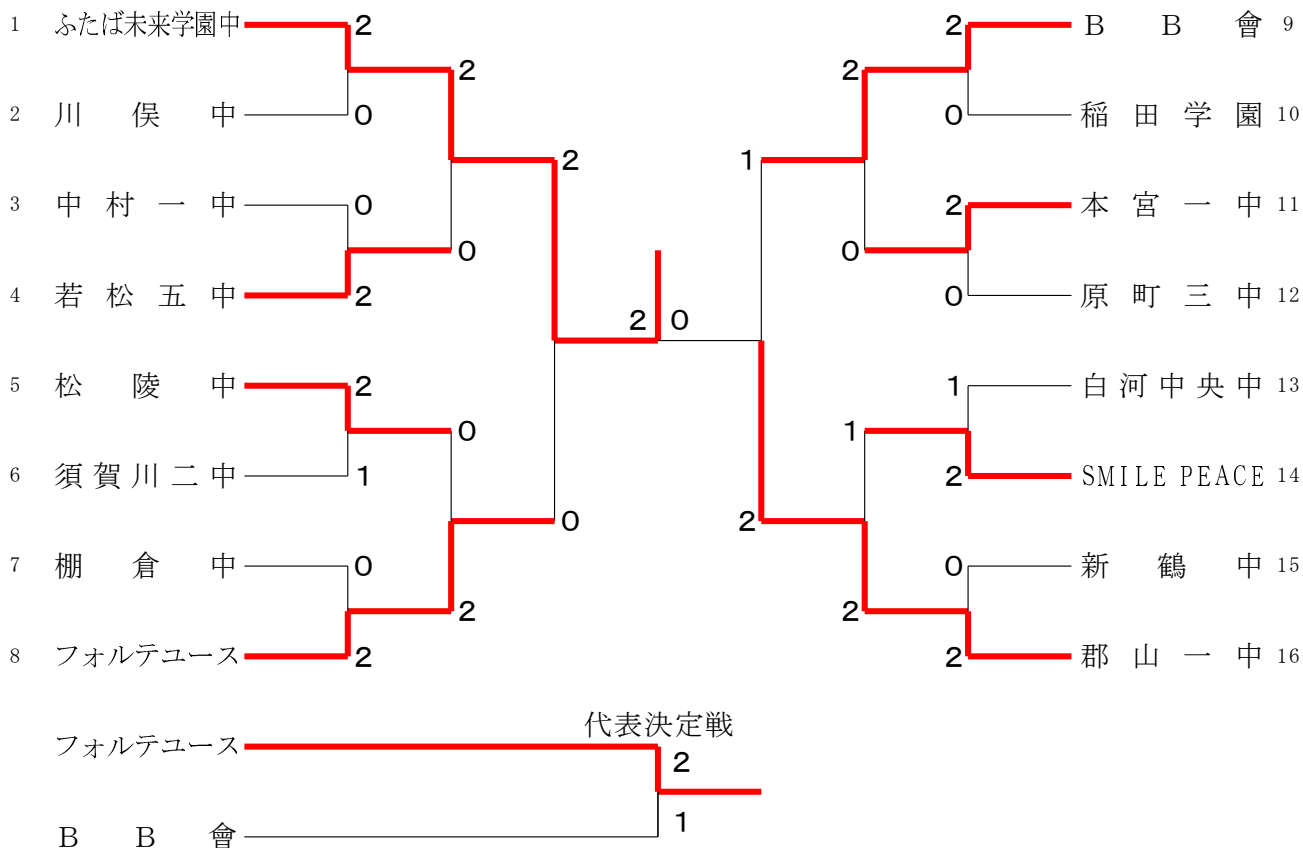 1 ふたば未来学園中 2 2 B B 會 9
2 2
2 川 俣 中 0 0 稲 田 学 園 10
2 1
3 中 村 一 中 0 2 本 宮 一 中 11
0 0
4 若 松 五 中 2 0 原 町 三 中 12
2 0
5 松 陵 中 2 1 白 河 中 央 中 13
0 1
6 須 賀 川 二 中 1 2 SMILE PEACE 14
0 2
7 棚 倉 中 0 0 新 鶴 中 15
2 2
8 フォルテユース 2 2 郡 山 一 中 16
代表決定戦
フォルテユース 2
B B 會 1